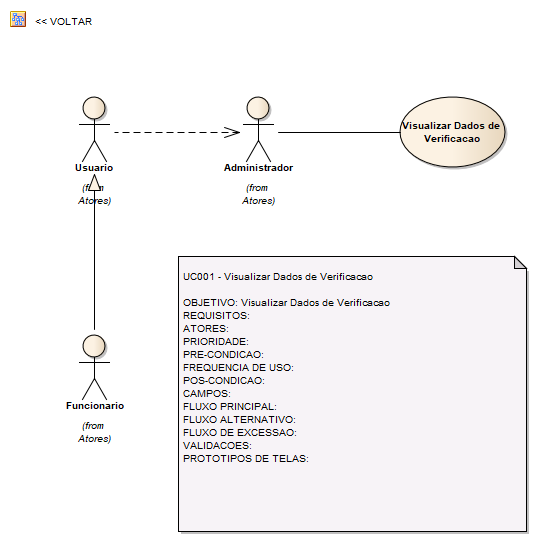 << VOLTAR
Visualizar Dados de
Verificacao
Usuario
(from
Atores)
Administrador
(from
Atores)
UC001 - Visualizar Dados de Verificacao
OBJETIVO: Visualizar Dados de Verificacao
REQUISITOS:
ATORES:
PRIORIDADE:
PRE-CONDICAO:
FREQUENCIA DE USO:
POS-CONDICAO:
CAMPOS:
FLUXO PRINCIPAL:
FLUXO ALTERNATIVO:
FLUXO DE EXCESSAO:
VALIDACOES:
PROTOTIPOS DE TELAS:
Funcionario
(from
Atores)